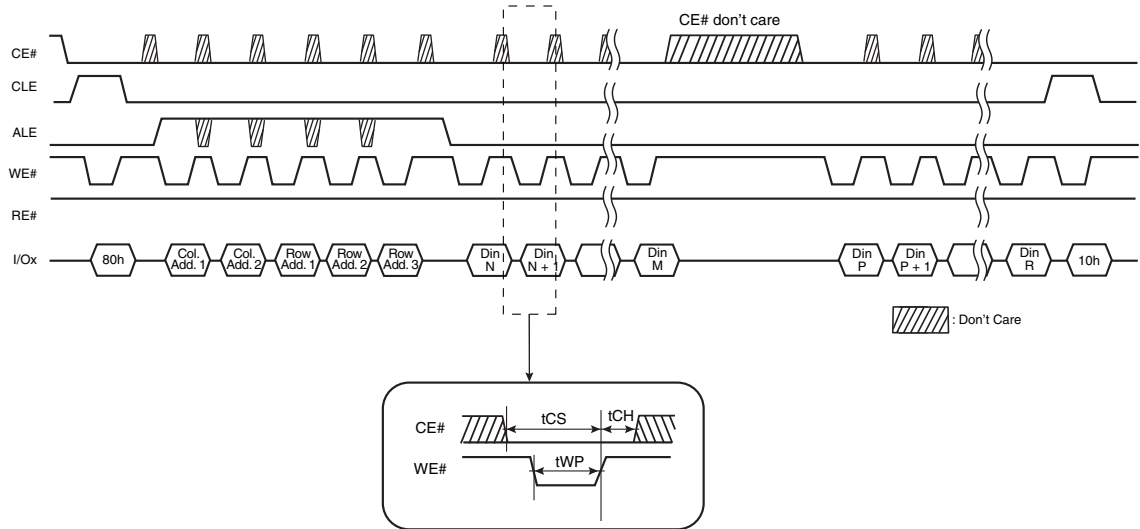 CE# don't care
CE#
CLE
ALE
WE#
RE#
I/Ox
80h
Col.
Add. 1
Col.
Add. 2
Row
Add. 1
Row
Add. 2
Row
Add. 3
Din
N
Din
N + 1
Din
M
Din
P
Din
P + 1
Din
R
10h
: Don't Care
CE#
tCS
tCH
WE#
tWP